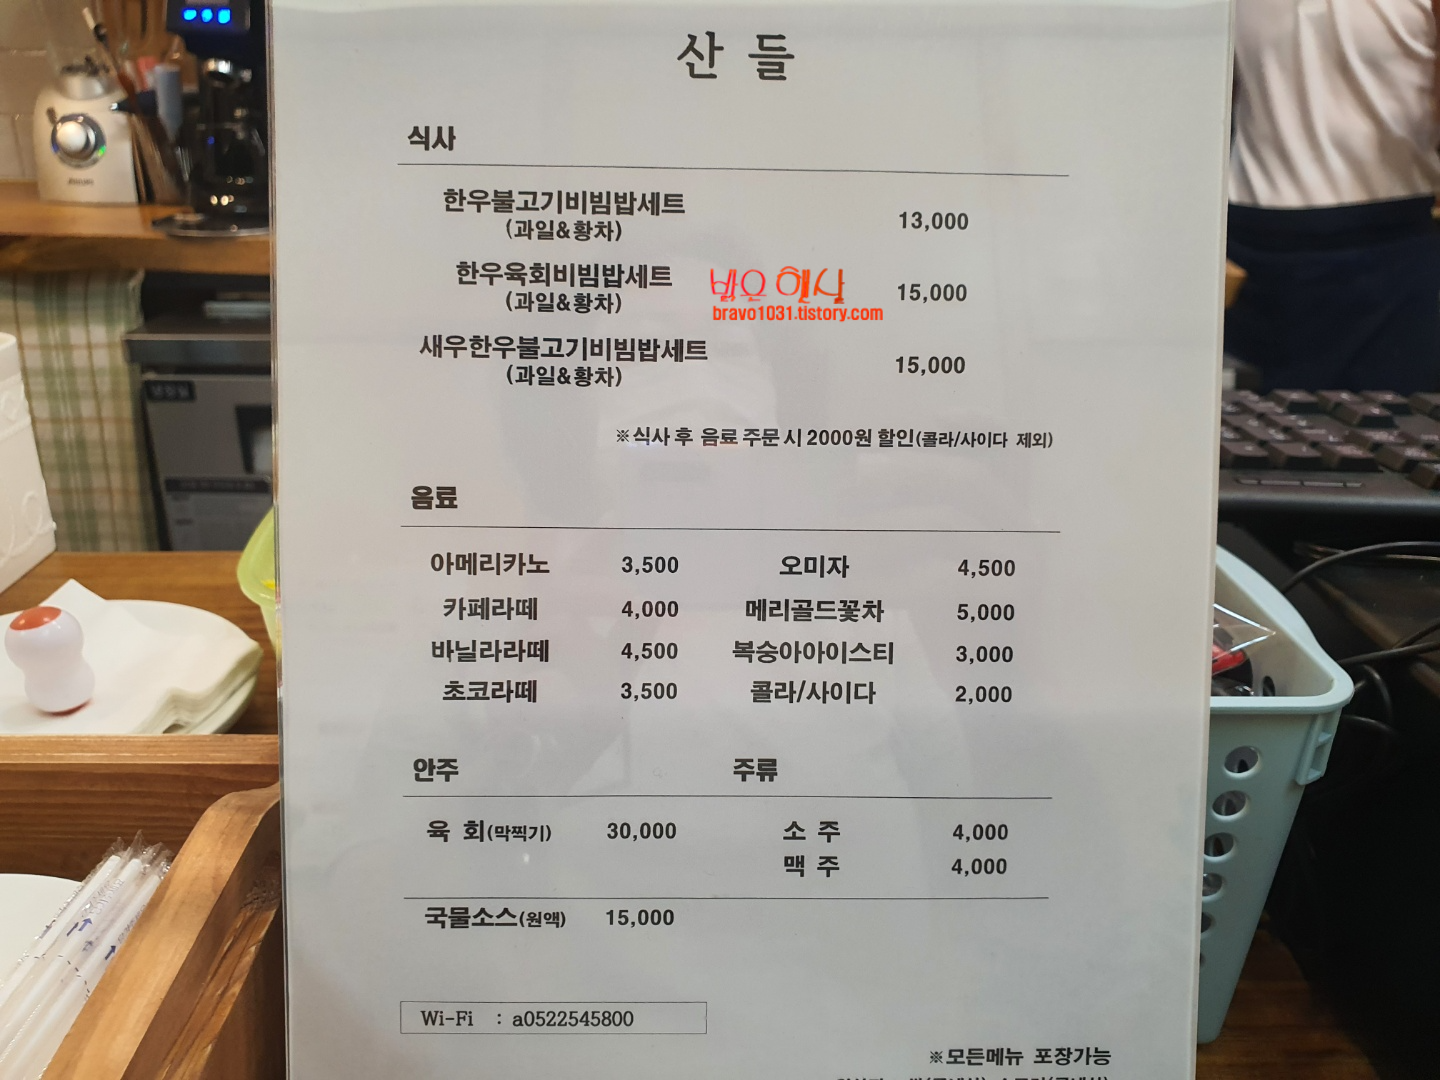 산 들
식사
한우불고기비빔밥세트 13,000
(과일&황차)
한우육회비빔밥세트 15,000
(과일&황차)
bravo1031.tistory.com
새우한우불고기비빔밥세트 15,000
(과일&황차)
※식사 후 음료 주문 시 2000원 할인(콜라/사이다 제외)
음료
아메리카노 3,500 오미자 4,500
카페라떼 4,000 메리골드꽃차 5,000
바닐라라떼 4,500 복숭아아이스티 3,000
초코라떼 3,500 콜라/사이다 2,000
안주 주류
육 회(막찍기) 30,000 소 주 4,000
맥 주 4,000
국물소스(원액) 15,000
Wi-Fi : a0522545800
※모든메뉴 포장가능